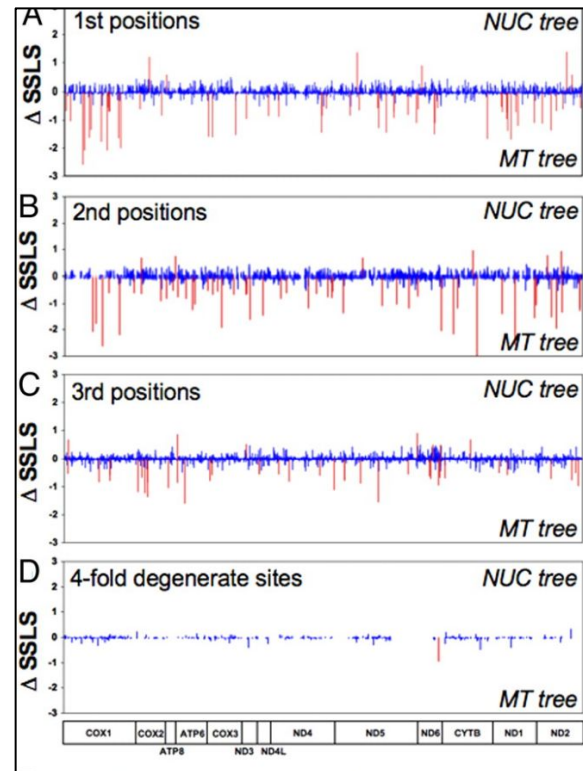 A 1st positions NUC tree
3
2
1
0
-1
-2
-3
Δ SSLS
MT tree
B 2nd positions NUC tree
3
2
1
0
-1
-2
-3
Δ SSLS
MT tree
C 3rd positions NUC tree
3
2
1
0
-1
-2
-3
Δ SSLS
MT tree
D 4-fold degenerate sites NUC tree
3
2
1
0
-1
-2
-3
Δ SSLS
MT tree
COX1 COX2 ATP6 COX3 ND4 ND5 ND6 CYTB ND1 ND2
ATP8 ND3 ND4L